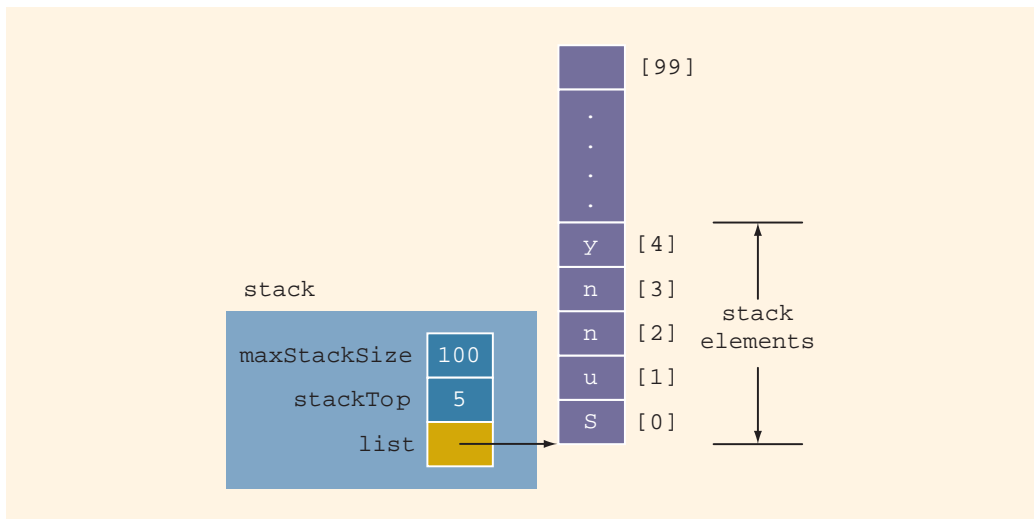 [99]
.
.
.
.
y [4]
n [3]
n [2]
u [1]
S [0]
stack
elements
stack
maxStackSize 100
stackTop 5
list